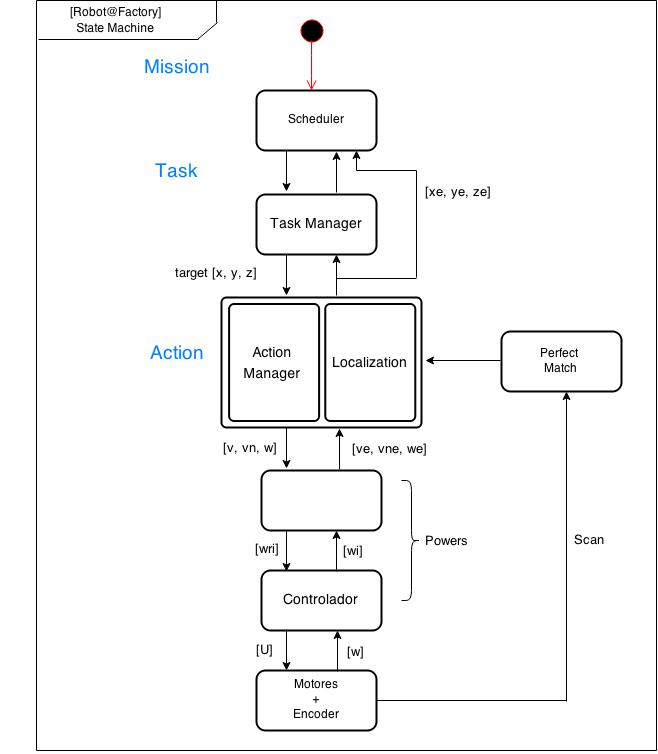 [Robot@Factory]
State Machine
Mission
Scheduler
Task
[xe, ye, ze]
Task Manager
target [x, y, z]
Action
Action
Manager
Localization
Perfect
Match
[v, vn, w]
[ve, vne, we]
Powers
[wri]
[wi]
Scan
Controlador
[U]
[w]
Motores
+
Encoder